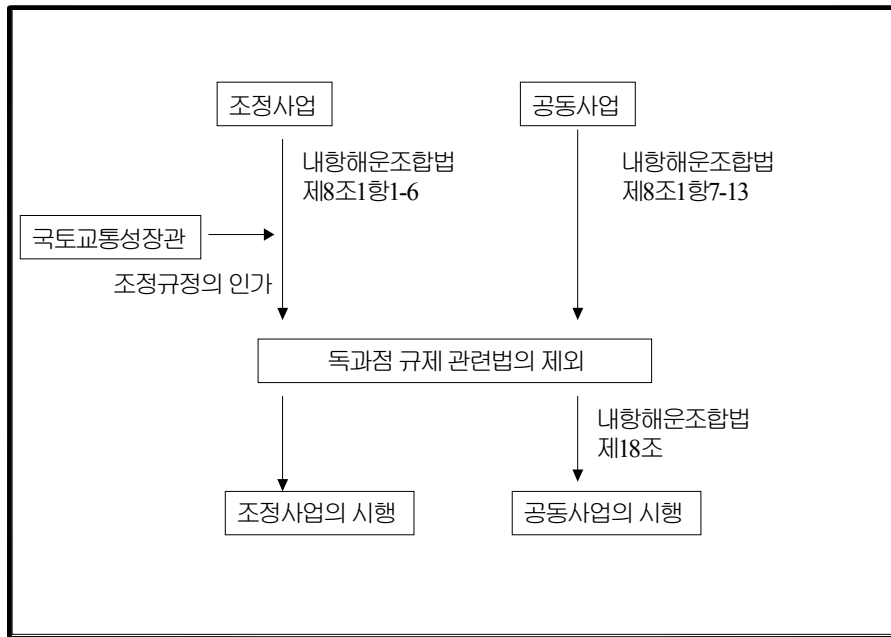 조정사업
공동사업
내항해운조합법
제8조1항1-6
내항해운조합법
제8조1항7-13
국토교통성장관
조정규정의 인가
독과점 규제 관련법의 제외
내항해운조합법
제18조
조정사업의 시행
공동사업의 시행